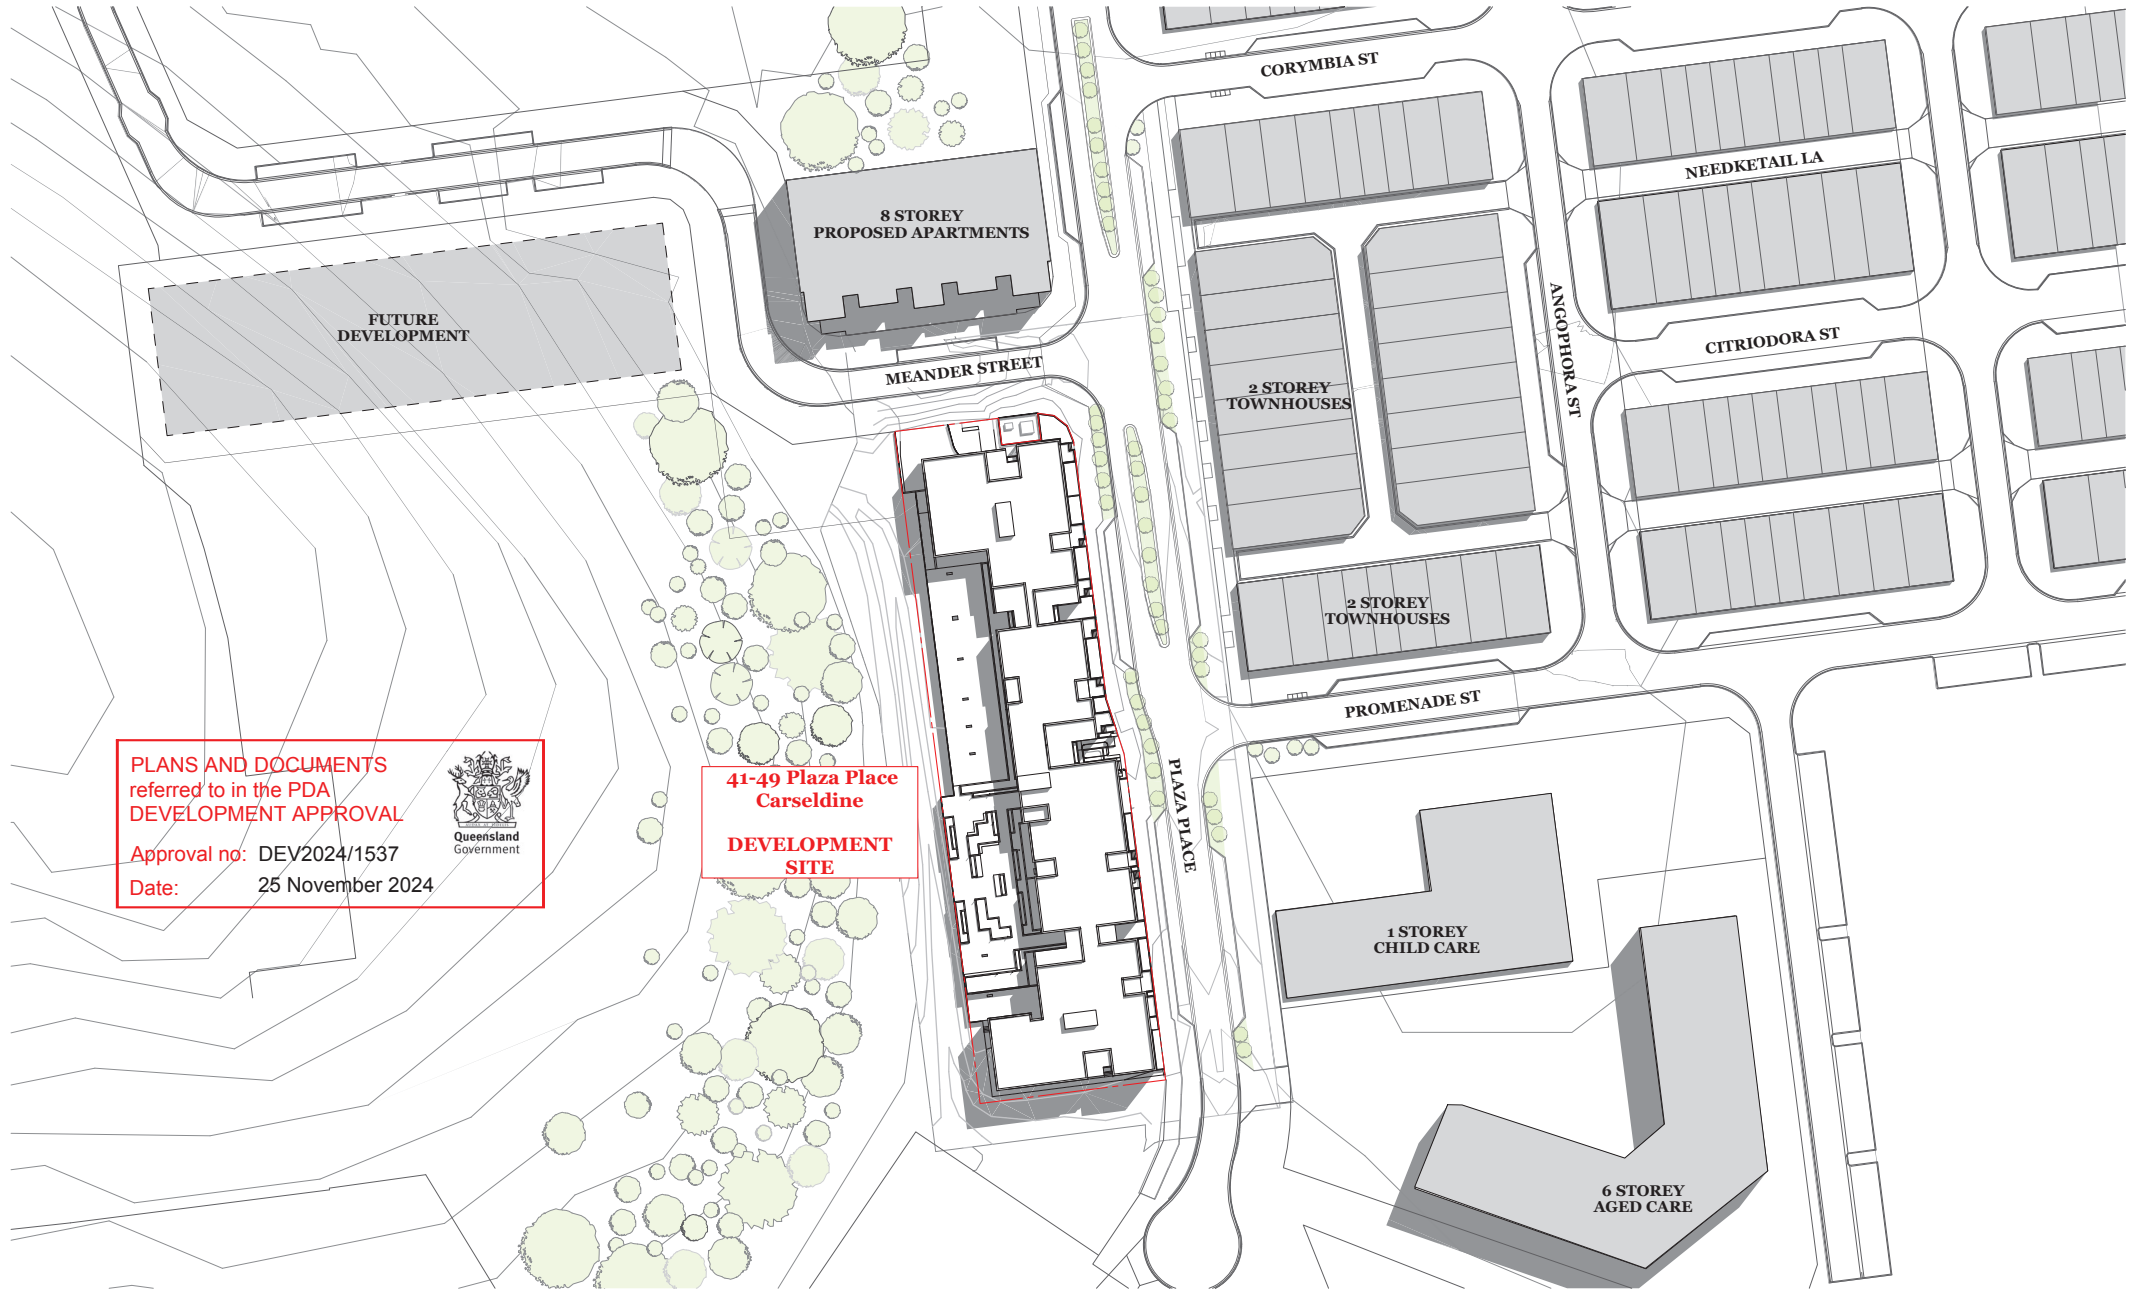 CORYMBIA ST
NEEDKETAIL LA
8 STOREY
PROPOSED APARTMENTS
FUTURE
DEVELOPMENT
ANGOPHORA ST
CITRIODORA ST
MEANDER STREET
2 STOREY
TOWNHOUSES
2 STOREY
TOWNHOUSES
PROMENADE ST
PLAZA PLACE
PLANS AND DOCUMENTS
referred to in the PDA
DEVELOPMENT APPROVAL
Approval no: DEV2024/1537
Date: 25 November 2024
Queensland
Government
41-49 Plaza Place
Carseldine
DEVELOPMENT
SITE
1 STOREY
CHILD CARE
6 STOREY
AGED CARE